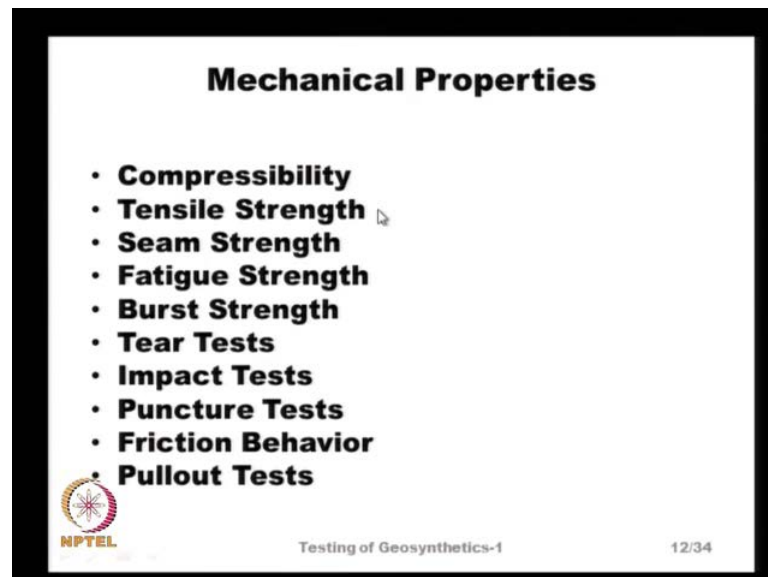 Mechanical Properties
• Compressibility
• Tensile Strength
• Seam Strength
• Fatigue Strength
• Burst Strength
• Tear Tests
• Impact Tests
• Puncture Tests
• Friction Behavior
• Pullout Tests
NPTEL
Testing of Geosynthetics-1
12/34